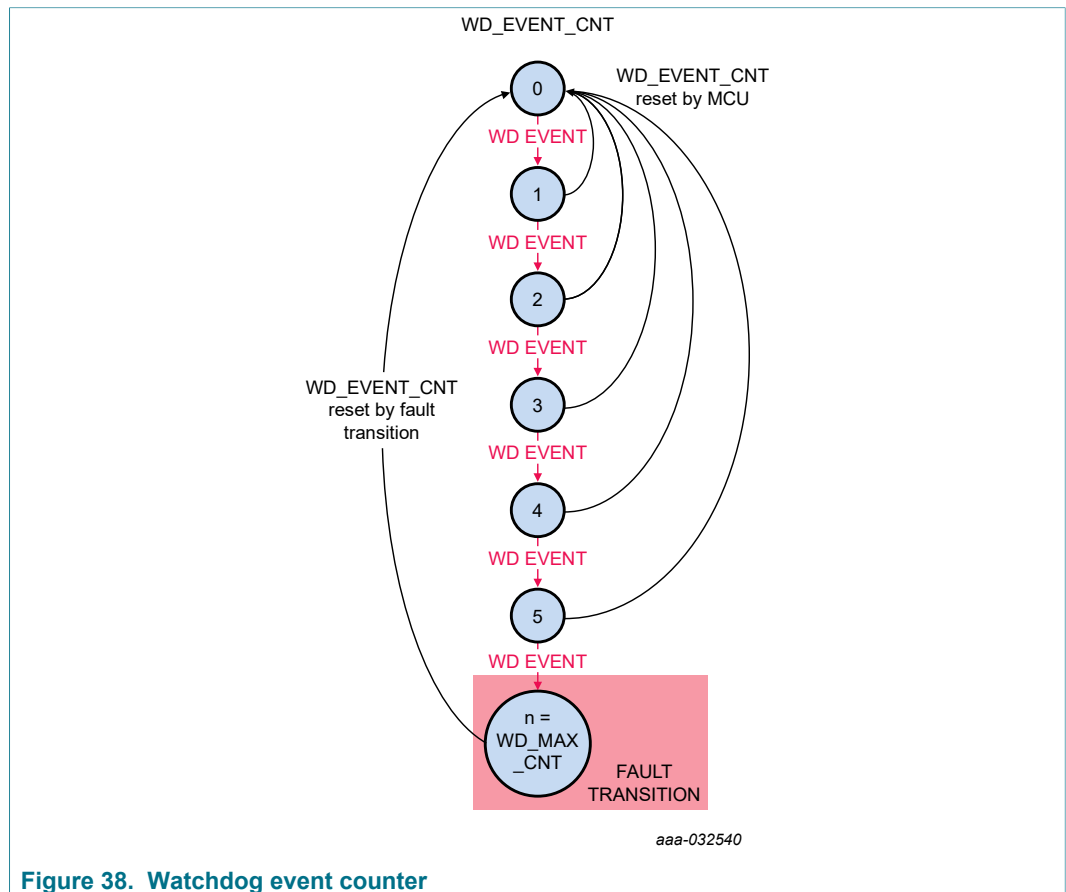 WD_EVENT_CNT
0
WD_EVENT_CNT
reset by MCU
WD EVENT
1
WD EVENT
2
WD EVENT
3
WD_EVENT_CNT
reset by fault
transition
WD EVENT
4
WD EVENT
5
WD EVENT
n =
WD_MAX
_CNT
FAULT
TRANSITION
aaa-032540
Figure 38. Watchdog event counter